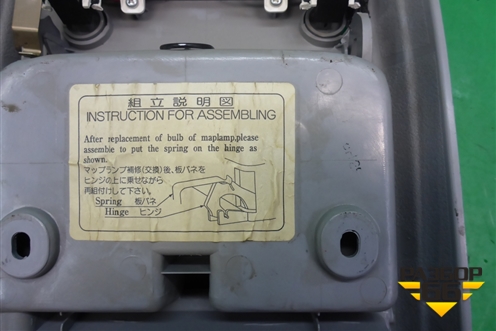 組立説明図
INSTRUCTION FOR ASSEMBLING
After replacement of bulb of maplamp,please
assemble to put the spring on the hinge as
shown.
マップランプ補修(交換)後、板バネを
ヒンジの上に乗せながら
再組付けして下さい。
Spring 板バネ
Hinge ヒンジ